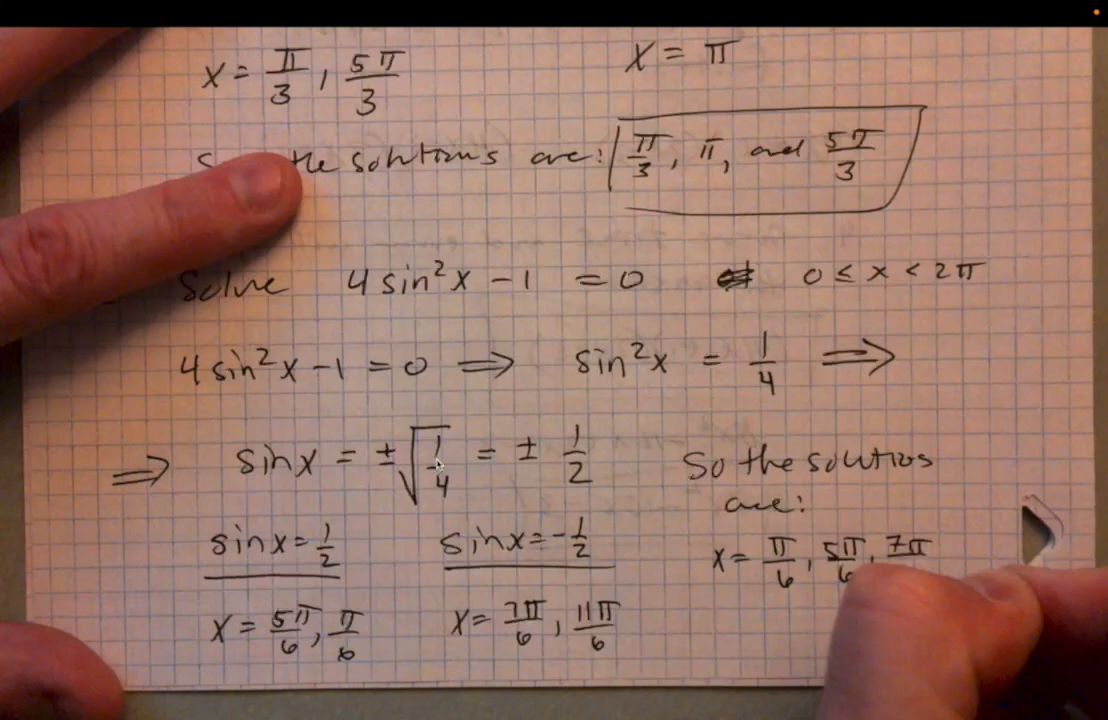 x = π/3, 5π/3 x = π
the solutions are: π/3, π, and 5π/3
Solve 4 sin²x − 1 = 0 0 ≤ x < 2π
4 sin²x − 1 = 0 ⟹ sin²x = 1/4 ⟹
⟹ sin x = ±√(1/4) = ± 1/2
sin x = 1/2 sin x = −1/2
x = 5π/6, π/6 x = 7π/6, 11π/6
So the solutions
are:
x = π/6, 5π/6, 7π